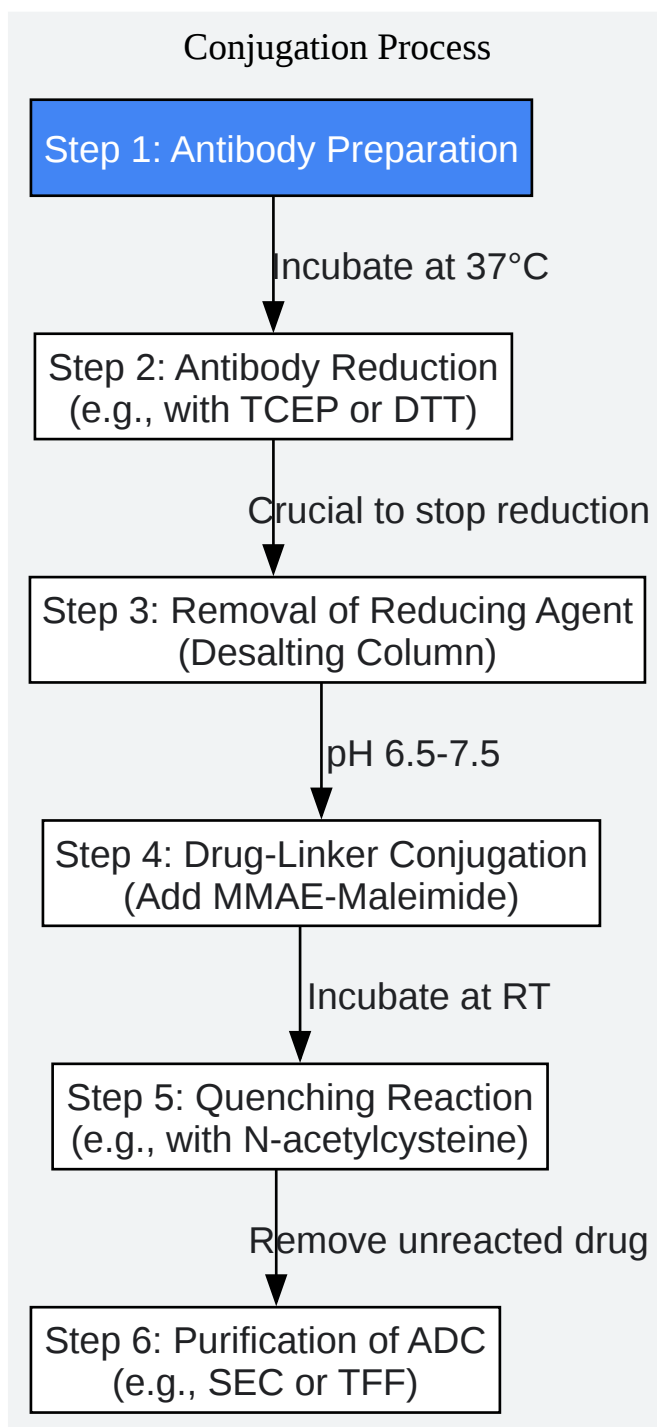 Conjugation Process
Step 1: Antibody Preparation
Incubate at 37°C
Step 2: Antibody Reduction
(e.g., with TCEP or DTT)
Crucial to stop reduction
Step 3: Removal of Reducing Agent
(Desalting Column)
pH 6.5-7.5
Step 4: Drug-Linker Conjugation
(Add MMAE-Maleimide)
Incubate at RT
Step 5: Quenching Reaction
(e.g., with N-acetylcysteine)
Remove unreacted drug
Step 6: Purification of ADC
(e.g., SEC or TFF)